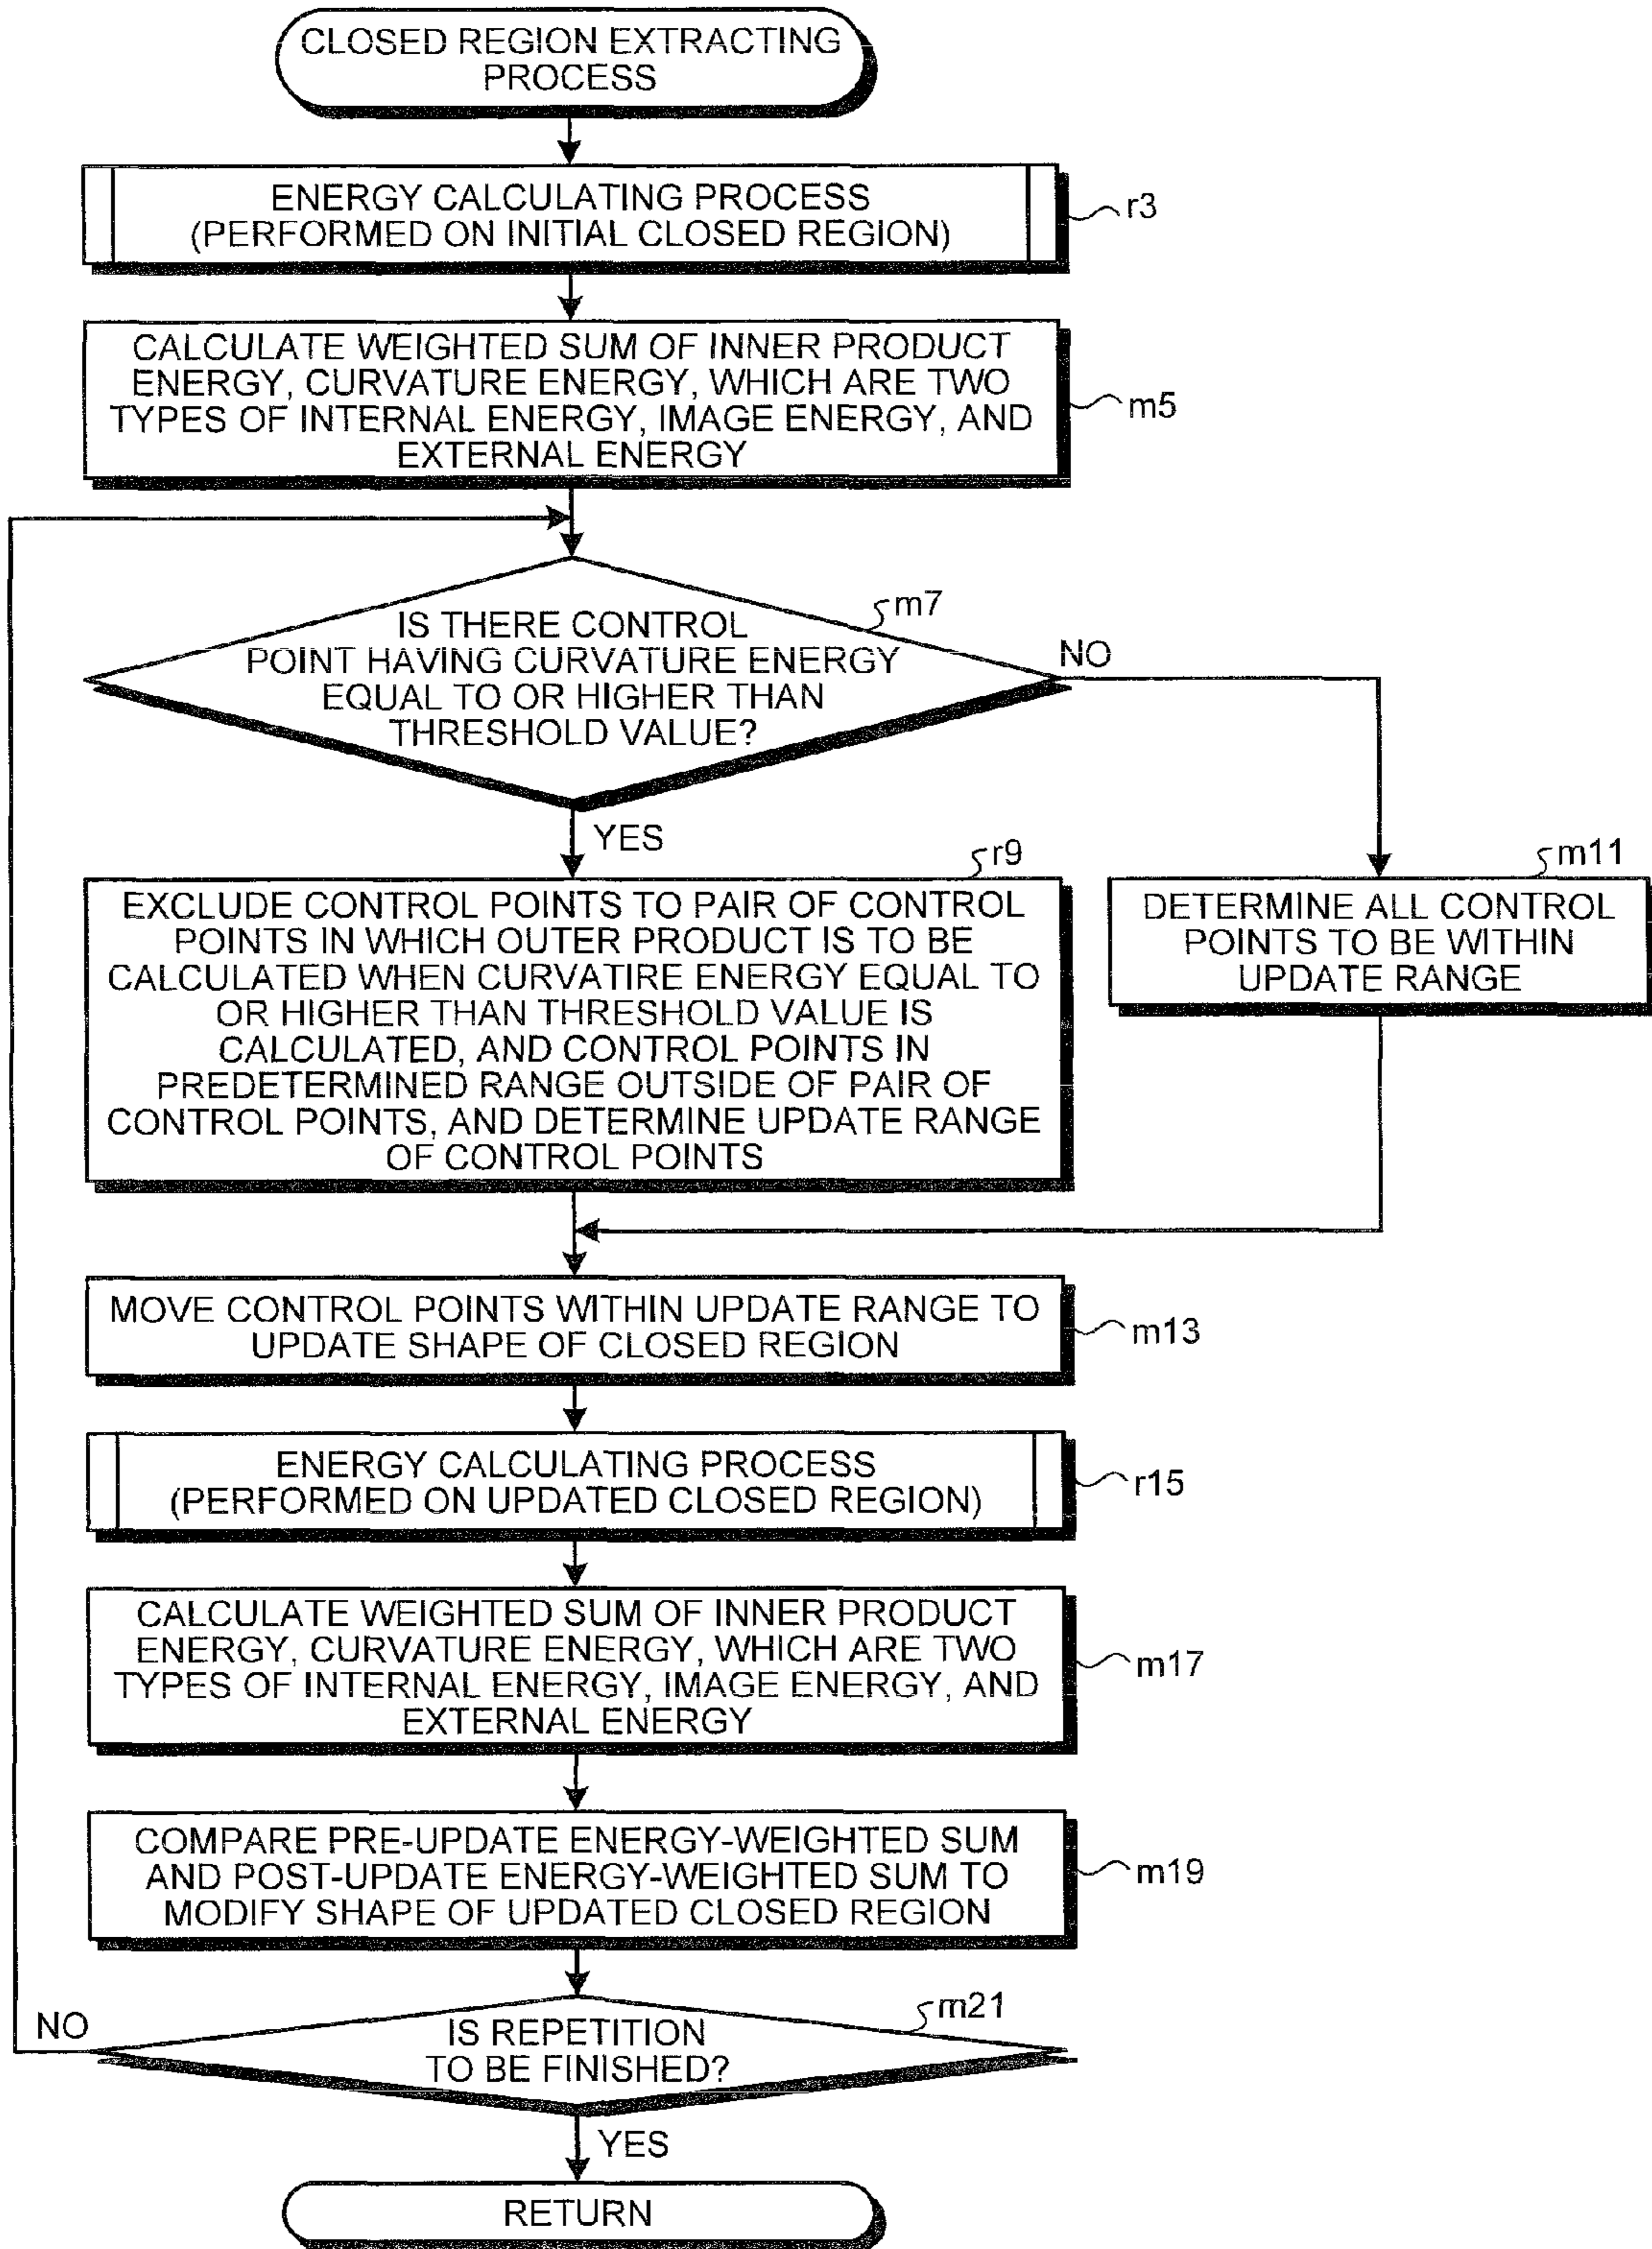 CLOSED REGION EXTRACTING
PROCESS
ENERGY CALCULATING PROCESS
(PERFORMED ON INITIAL CLOSED REGION)
r3
CALCULATE WEIGHTED SUM OF INNER PRODUCT
ENERGY, CURVATURE ENERGY, WHICH ARE TWO
TYPES OF INTERNAL ENERGY, IMAGE ENERGY, AND
EXTERNAL ENERGY
m5
m7
IS THERE CONTROL
POINT HAVING CURVATURE ENERGY
EQUAL TO OR HIGHER THAN
THRESHOLD VALUE?
NO
YES
r9
EXCLUDE CONTROL POINTS TO PAIR OF CONTROL
POINTS IN WHICH OUTER PRODUCT IS TO BE
CALCULATED WHEN CURVATIRE ENERGY EQUAL TO
OR HIGHER THAN THRESHOLD VALUE IS
CALCULATED, AND CONTROL POINTS IN
PREDETERMINED RANGE OUTSIDE OF PAIR OF
CONTROL POINTS, AND DETERMINE UPDATE RANGE
OF CONTROL POINTS
m11
DETERMINE ALL CONTROL
POINTS TO BE WITHIN
UPDATE RANGE
MOVE CONTROL POINTS WITHIN UPDATE RANGE TO
UPDATE SHAPE OF CLOSED REGION
m13
ENERGY CALCULATING PROCESS
(PERFORMED ON UPDATED CLOSED REGION)
r15
CALCULATE WEIGHTED SUM OF INNER PRODUCT
ENERGY, CURVATURE ENERGY, WHICH ARE TWO
TYPES OF INTERNAL ENERGY, IMAGE ENERGY, AND
EXTERNAL ENERGY
m17
COMPARE PRE-UPDATE ENERGY-WEIGHTED SUM
AND POST-UPDATE ENERGY-WEIGHTED SUM TO
MODIFY SHAPE OF UPDATED CLOSED REGION
m19
m21
NO
IS REPETITION
TO BE FINISHED?
YES
RETURN